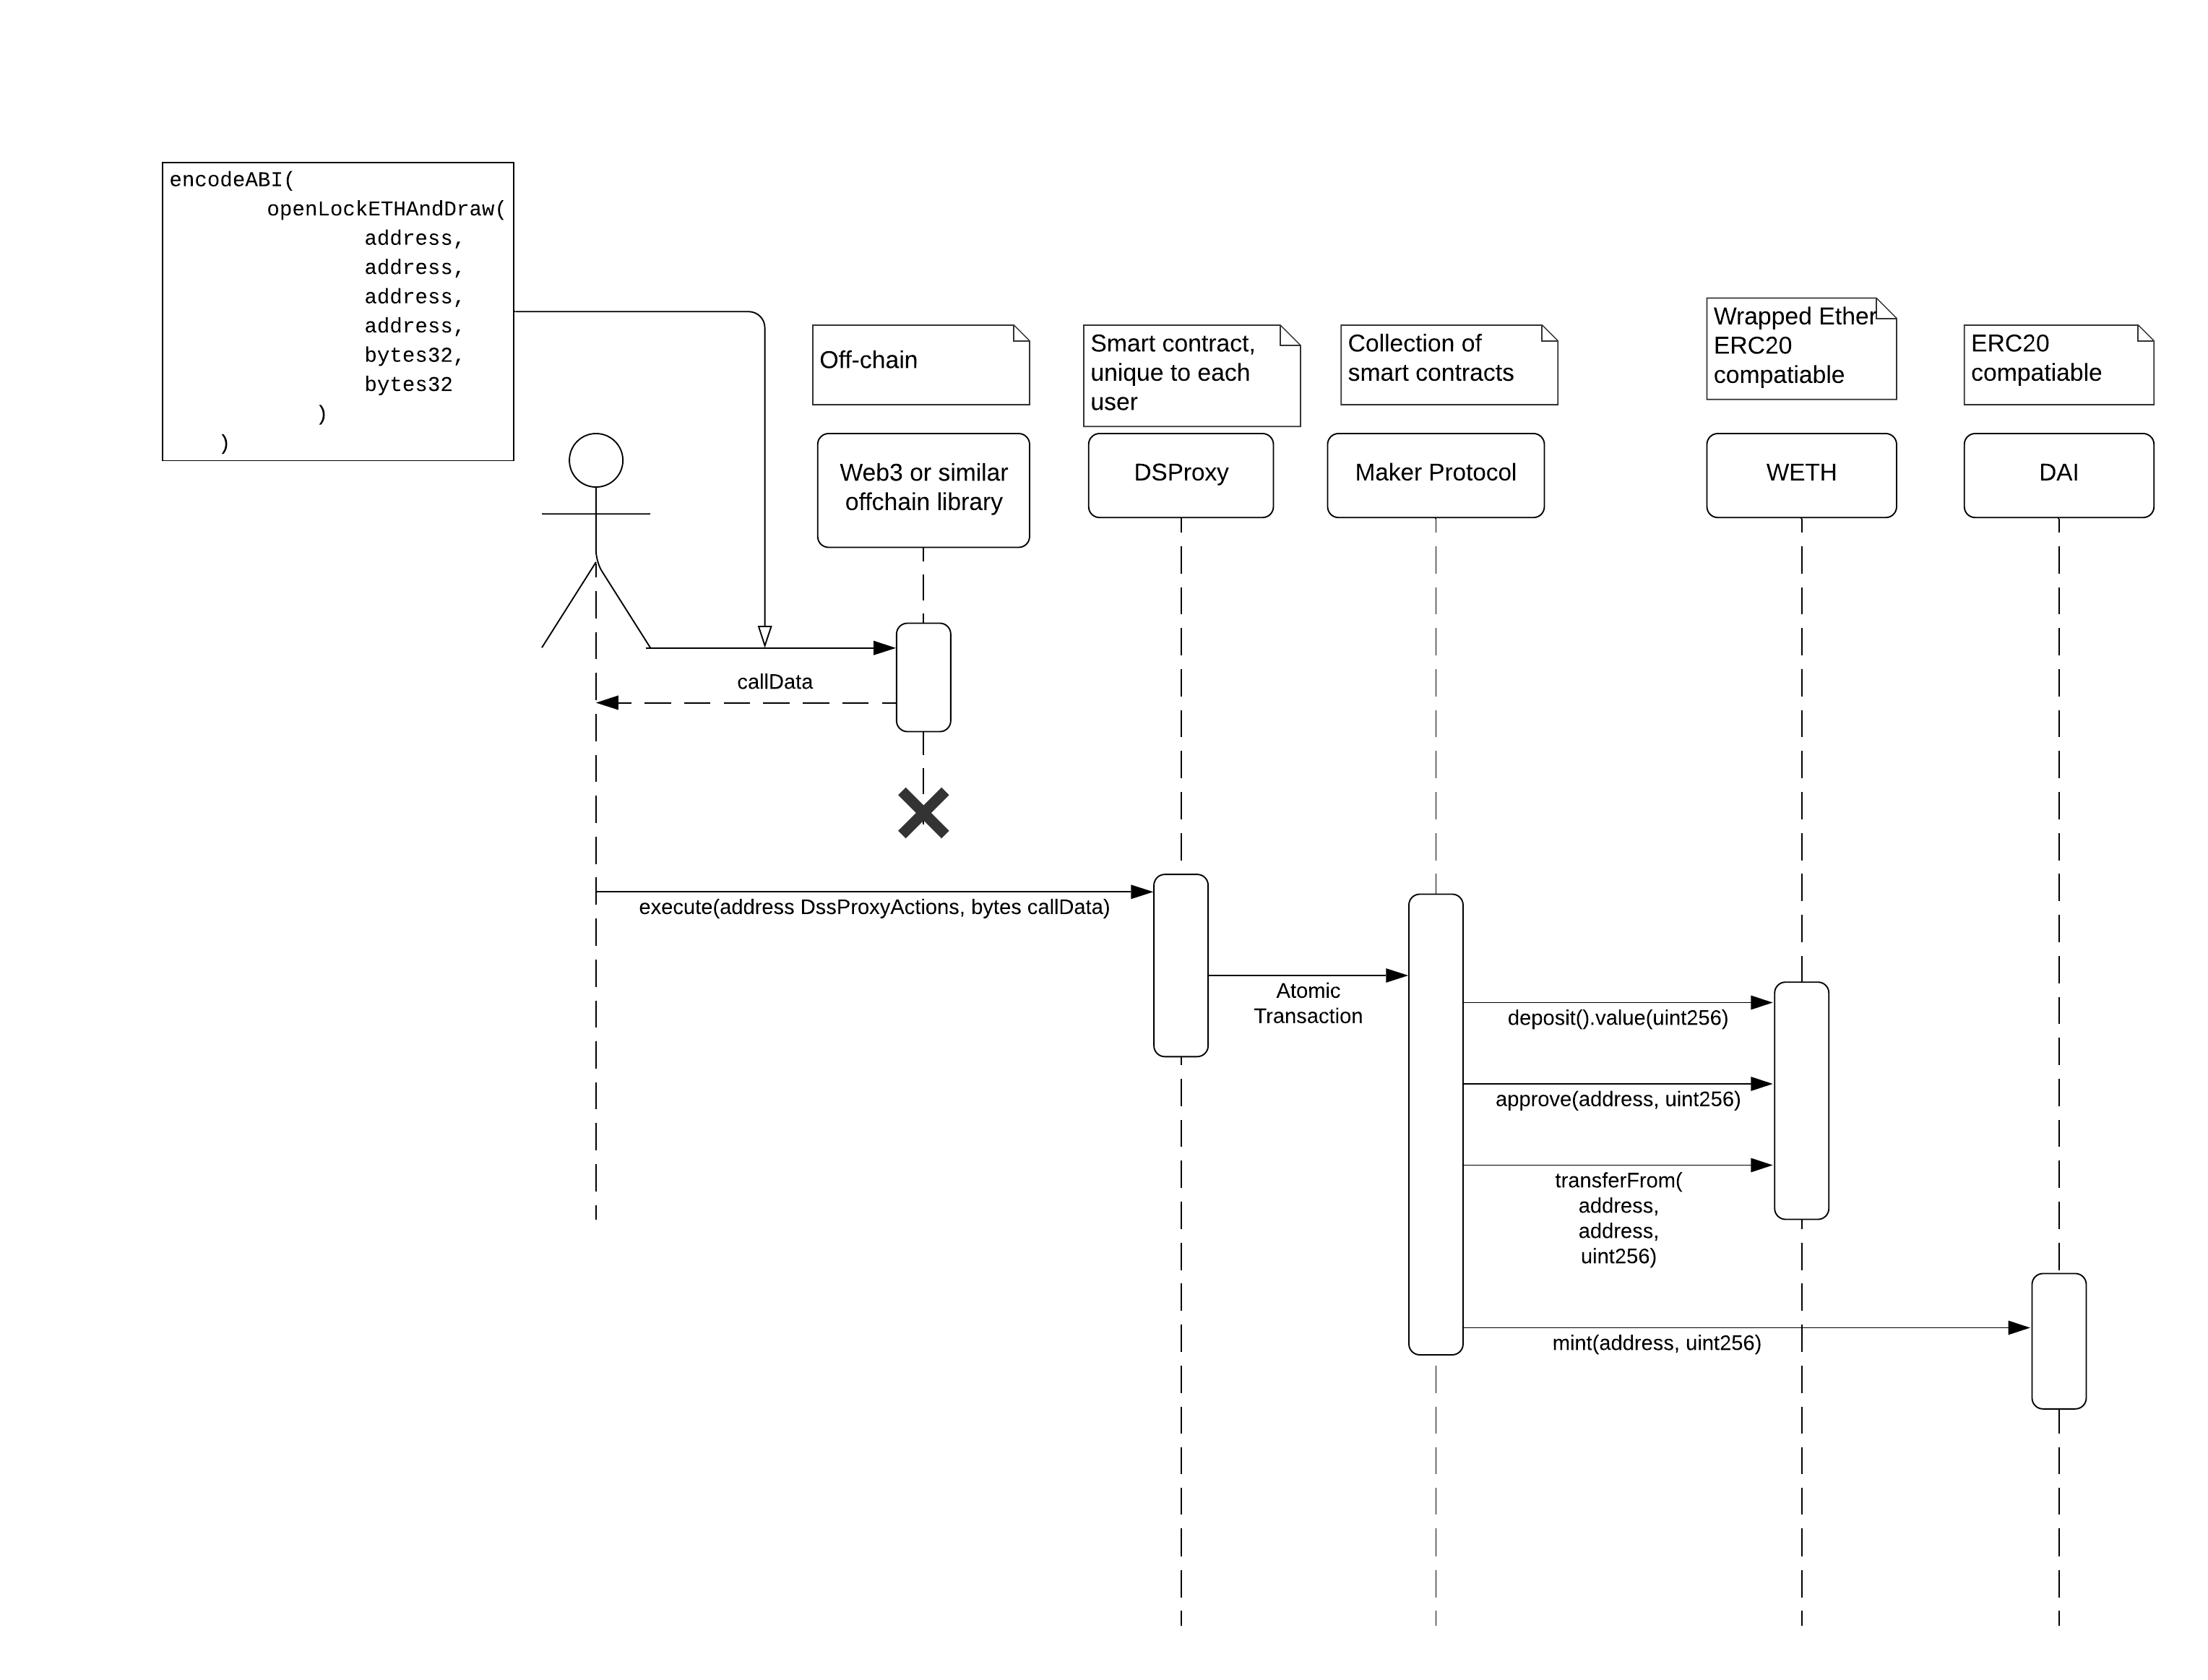 encodeABI(
openLockETHAndDraw(
address,
address,
address,
address,
bytes32,
bytes32
)
)
Off-chain
Smart contract,
unique to each
user
Collection of
smart contracts
Wrapped Ether
ERC20
compatiable
ERC20
compatiable
Web3 or similar
offchain library
DSProxy
Maker Protocol
WETH
DAI
callData
execute(address DssProxyActions, bytes callData)
Atomic
Transaction
deposit().value(uint256)
approve(address, uint256)
transferFrom(
address,
address,
uint256)
mint(address, uint256)